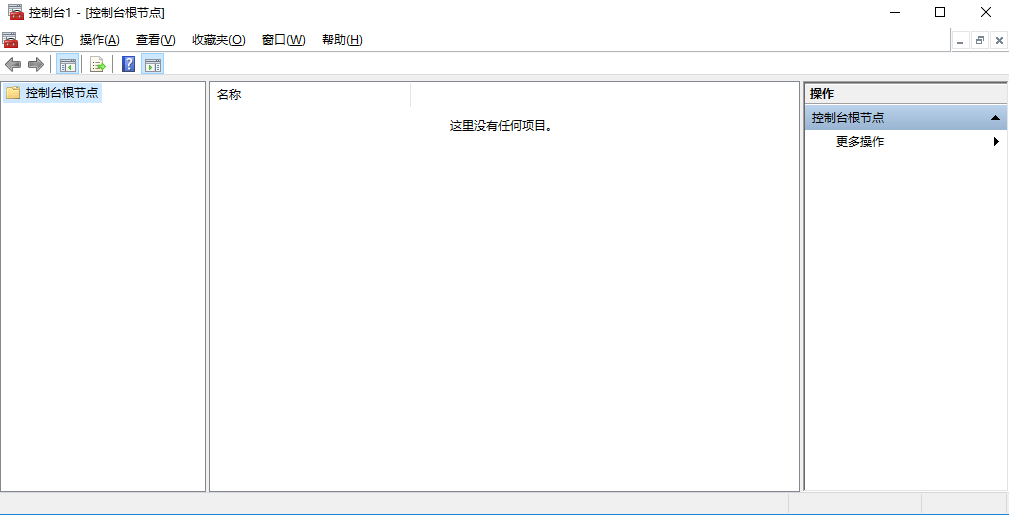 控制台1 - [控制台根节点]
文件(F) 操作(A) 查看(V) 收藏夹(O) 窗口(W) 帮助(H)
控制台根节点
名称
这里没有任何项目。
操作
控制台根节点
更多操作